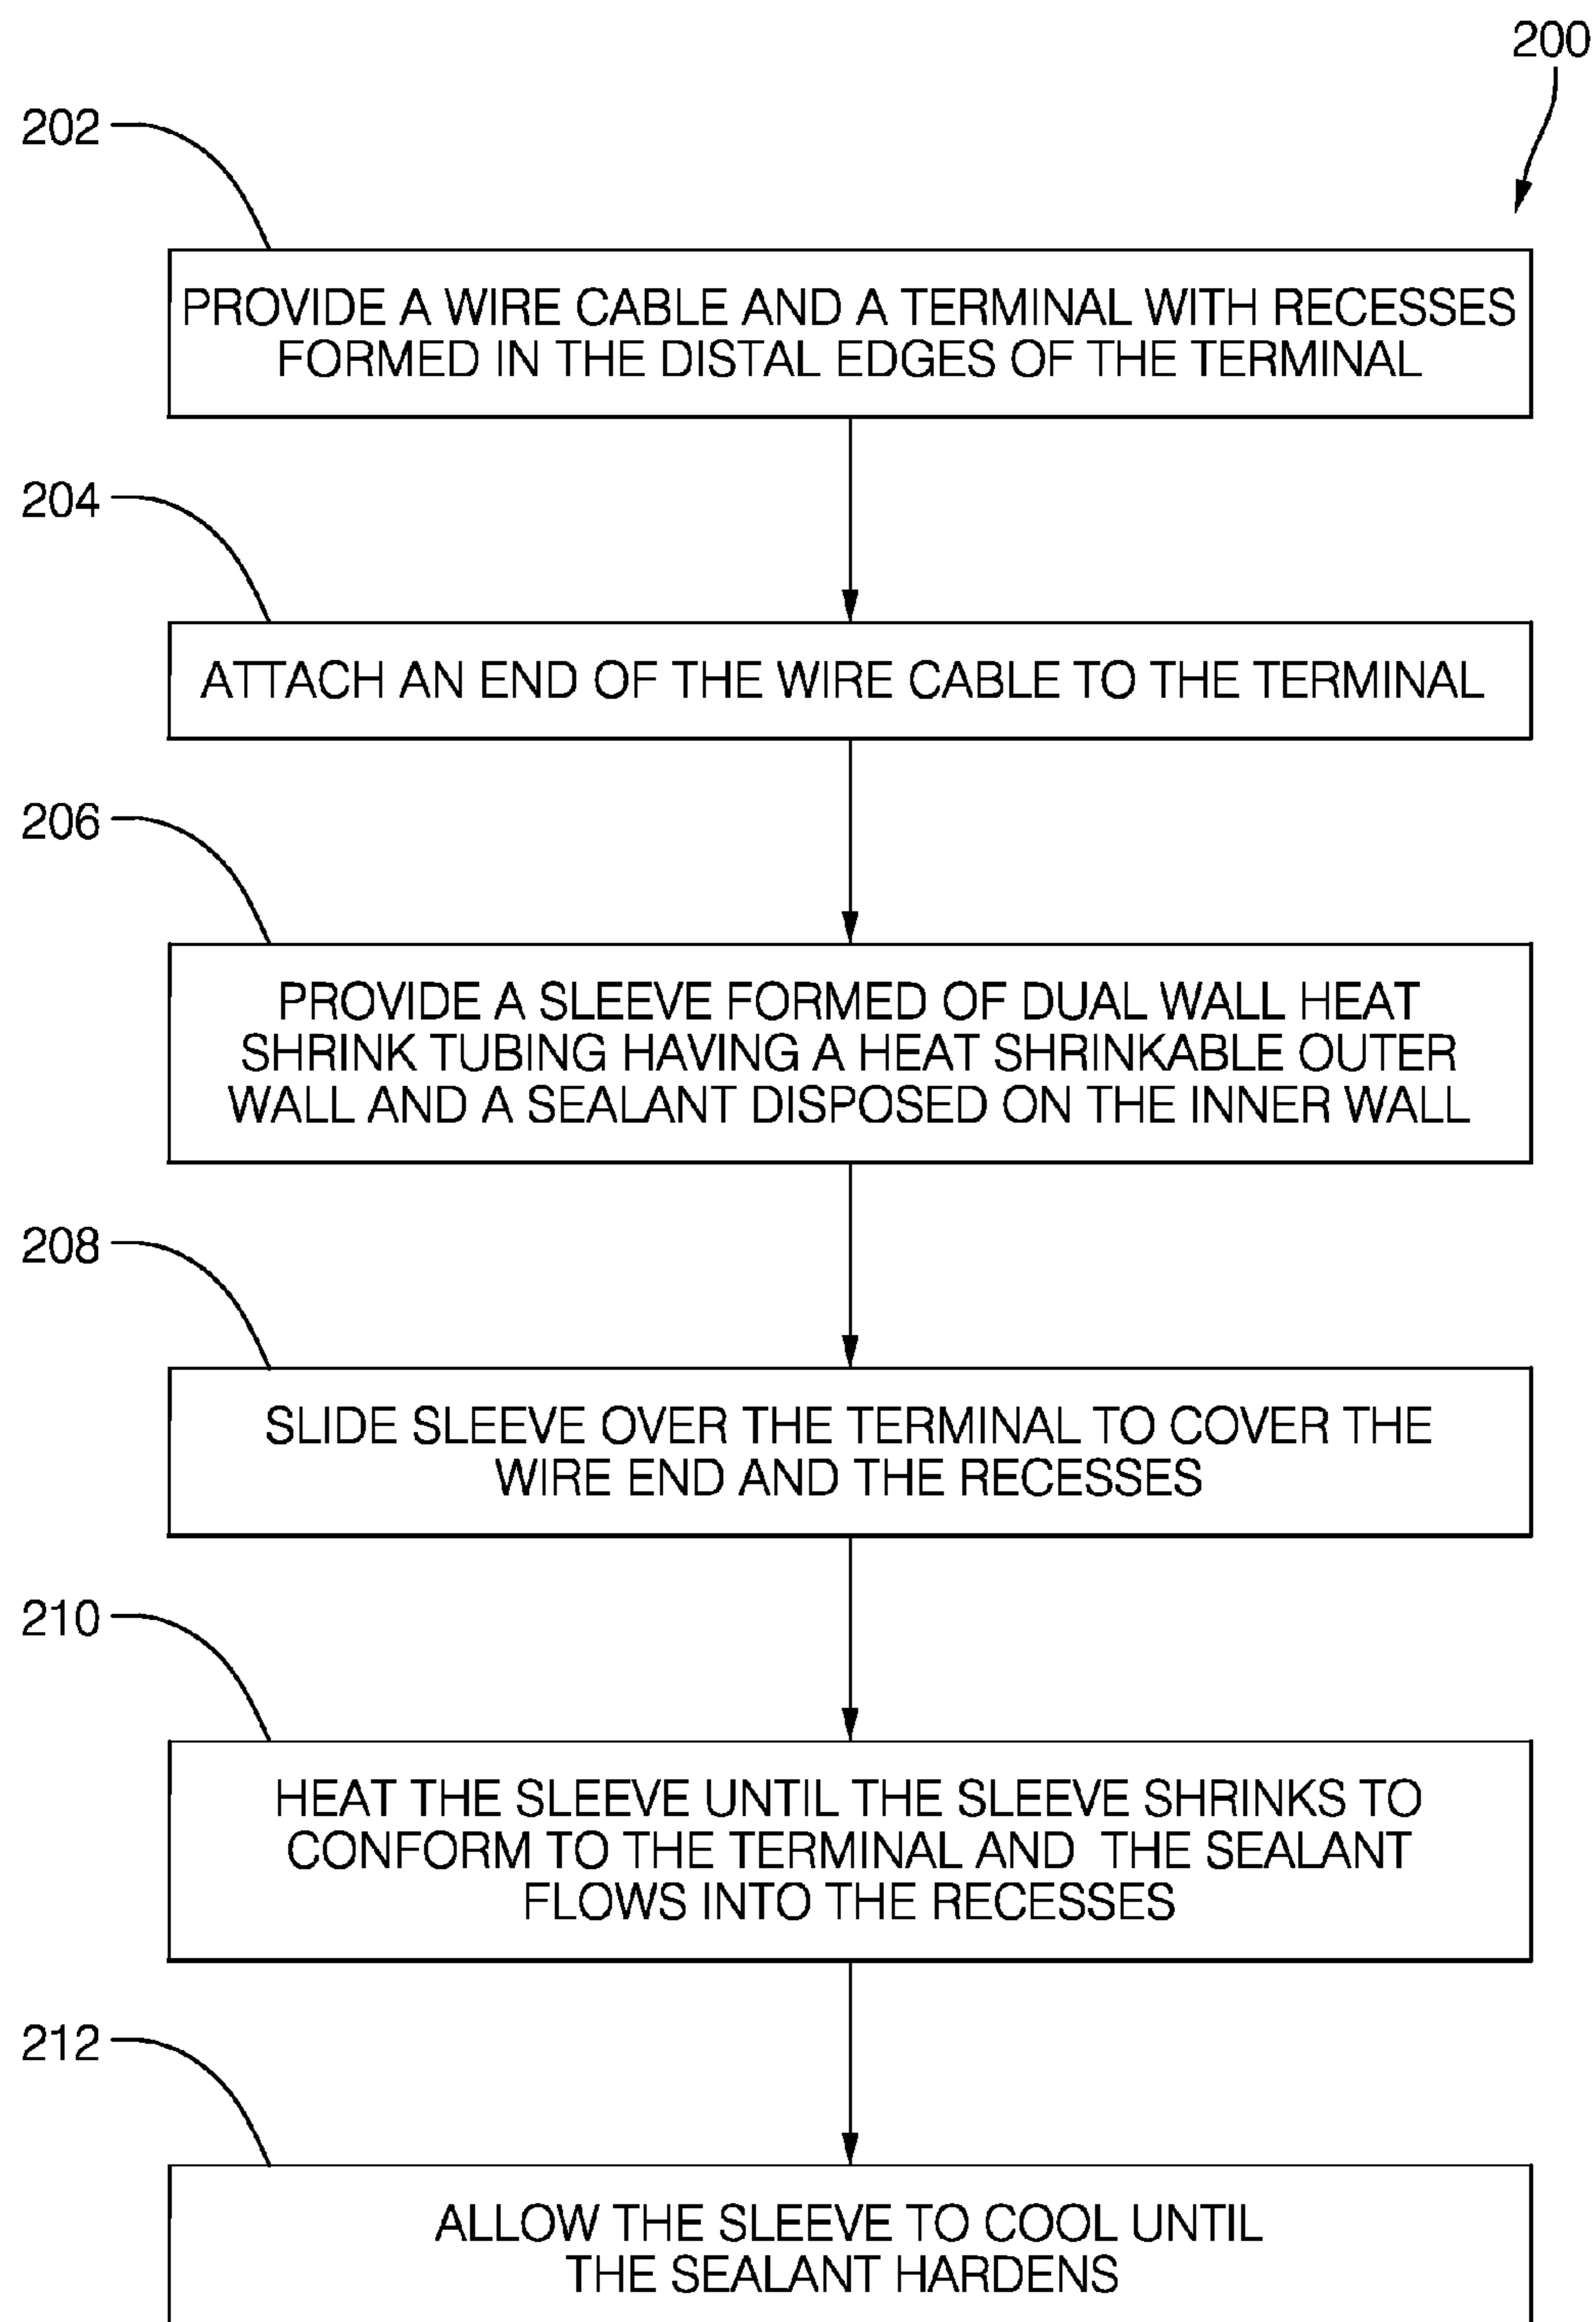 200
202
PROVIDE A WIRE CABLE AND A TERMINAL WITH RECESSES
FORMED IN THE DISTAL EDGES OF THE TERMINAL
204
ATTACH AN END OF THE WIRE CABLE TO THE TERMINAL
206
PROVIDE A SLEEVE FORMED OF DUAL WALL HEAT
SHRINK TUBING HAVING A HEAT SHRINKABLE OUTER
WALL AND A SEALANT DISPOSED ON THE INNER WALL
208
SLIDE SLEEVE OVER THE TERMINAL TO COVER THE
WIRE END AND THE RECESSES
210
HEAT THE SLEEVE UNTIL THE SLEEVE SHRINKS TO
CONFORM TO THE TERMINAL AND THE SEALANT
FLOWS INTO THE RECESSES
212
ALLOW THE SLEEVE TO COOL UNTIL
THE SEALANT HARDENS